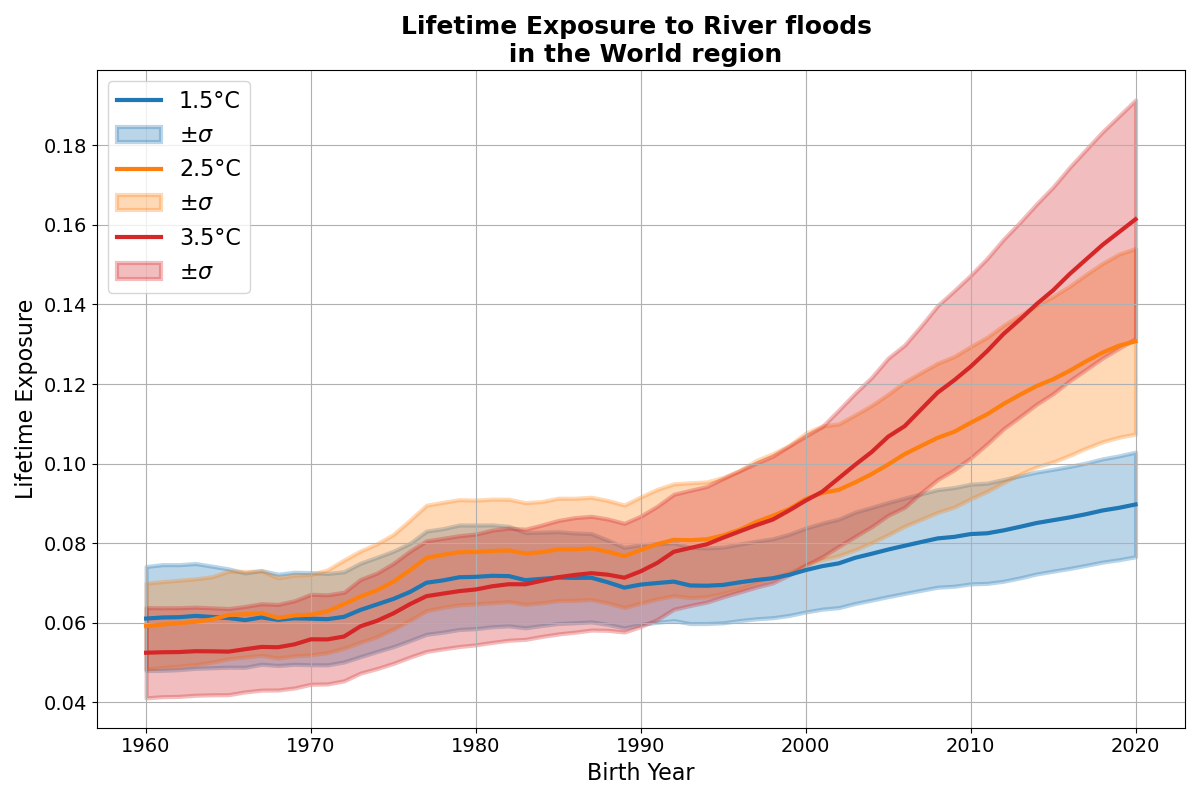 Lifetime Exposure to River floods
in the World region
1.5°C
±σ
2.5°C
±σ
3.5°C
±σ
Lifetime Exposure
0.18
0.16
0.14
0.12
0.10
0.08
0.06
0.04
1960 1970 1980 1990 2000 2010 2020
Birth Year